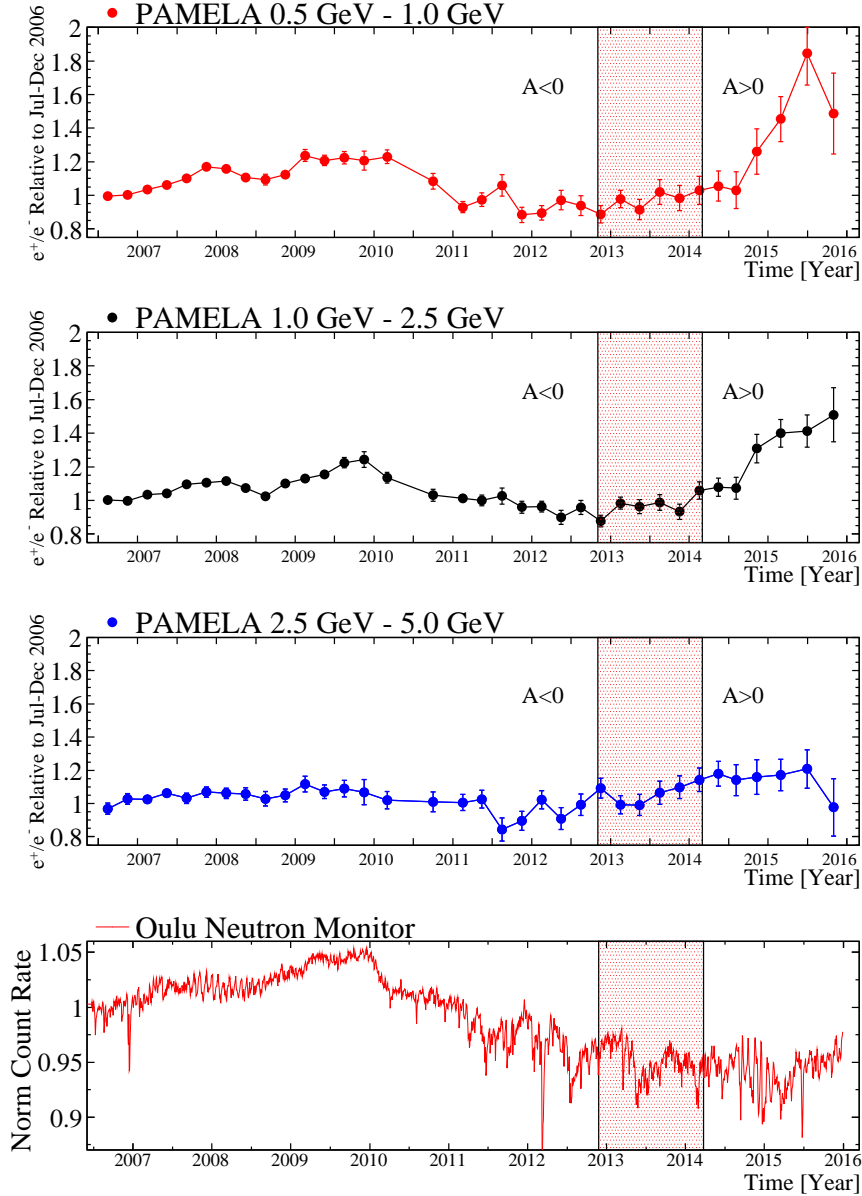 PAMELA 0.5 GeV - 1.0 GeV
e⁺/e⁻ Relative to Jul-Dec 2006
2
1.8
1.6
1.4
1.2
1
0.8
A<0
A>0
2007 2008 2009 2010 2011 2012 2013 2014 2015 2016
Time [Year]
PAMELA 1.0 GeV - 2.5 GeV
e⁺/e⁻ Relative to Jul-Dec 2006
2
1.8
1.6
1.4
1.2
1
0.8
A<0
A>0
2007 2008 2009 2010 2011 2012 2013 2014 2015 2016
Time [Year]
PAMELA 2.5 GeV - 5.0 GeV
e⁺/e⁻ Relative to Jul-Dec 2006
2
1.8
1.6
1.4
1.2
1
0.8
A<0
A>0
2007 2008 2009 2010 2011 2012 2013 2014 2015 2016
Time [Year]
Oulu Neutron Monitor
Norm Count Rate
1.05
1
0.95
0.9
2007 2008 2009 2010 2011 2012 2013 2014 2015 2016
Time [Year]